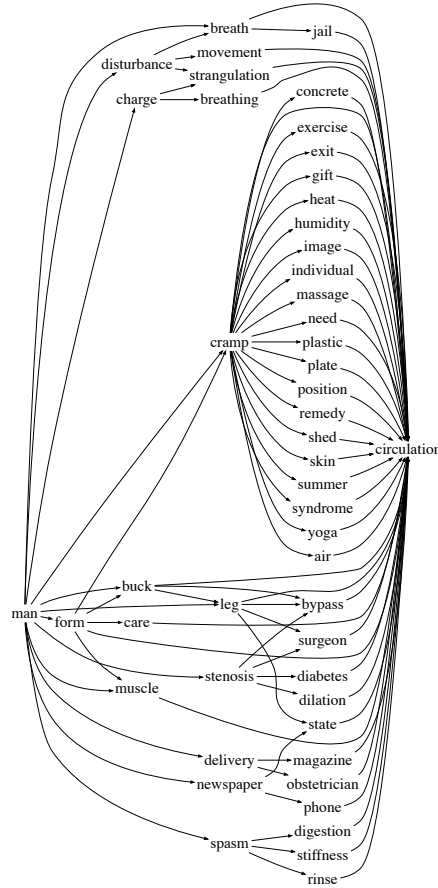 breath
jail
movement
disturbance
strangulation
charge
breathing
concrete
exercise
exit
gift
heat
humidity
image
individual
massage
need
cramp
plastic
plate
position
remedy
shed
circulation
skin
summer
syndrome
yoga
air
buck
leg
bypass
man
form
care
surgeon
stenosis
diabetes
muscle
dilation
state
delivery
magazine
newspaper
obstetrician
phone
digestion
spasm
stiffness
rinse